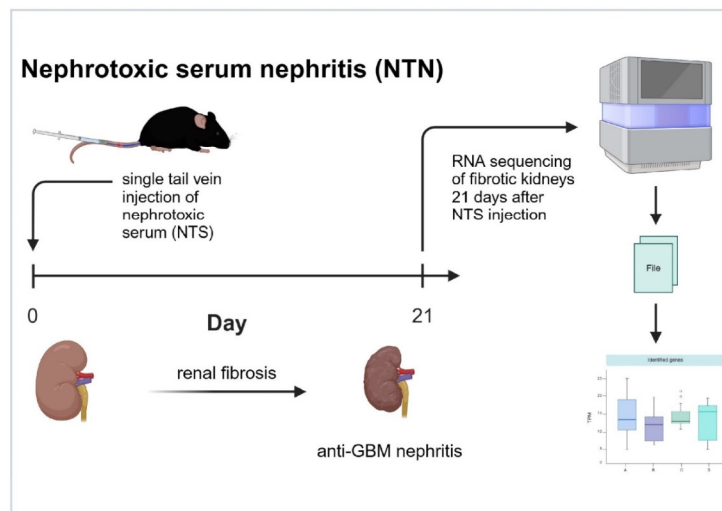 Nephrotoxic serum nephritis (NTN)
single tail vein
injection of
nephrotoxic
serum (NTS)
RNA sequencing
of fibrotic kidneys
21 days after
NTS injection
File
0
Day
21
renal fibrosis
anti-GBM nephritis
Identified genes
TPM
A
B
C